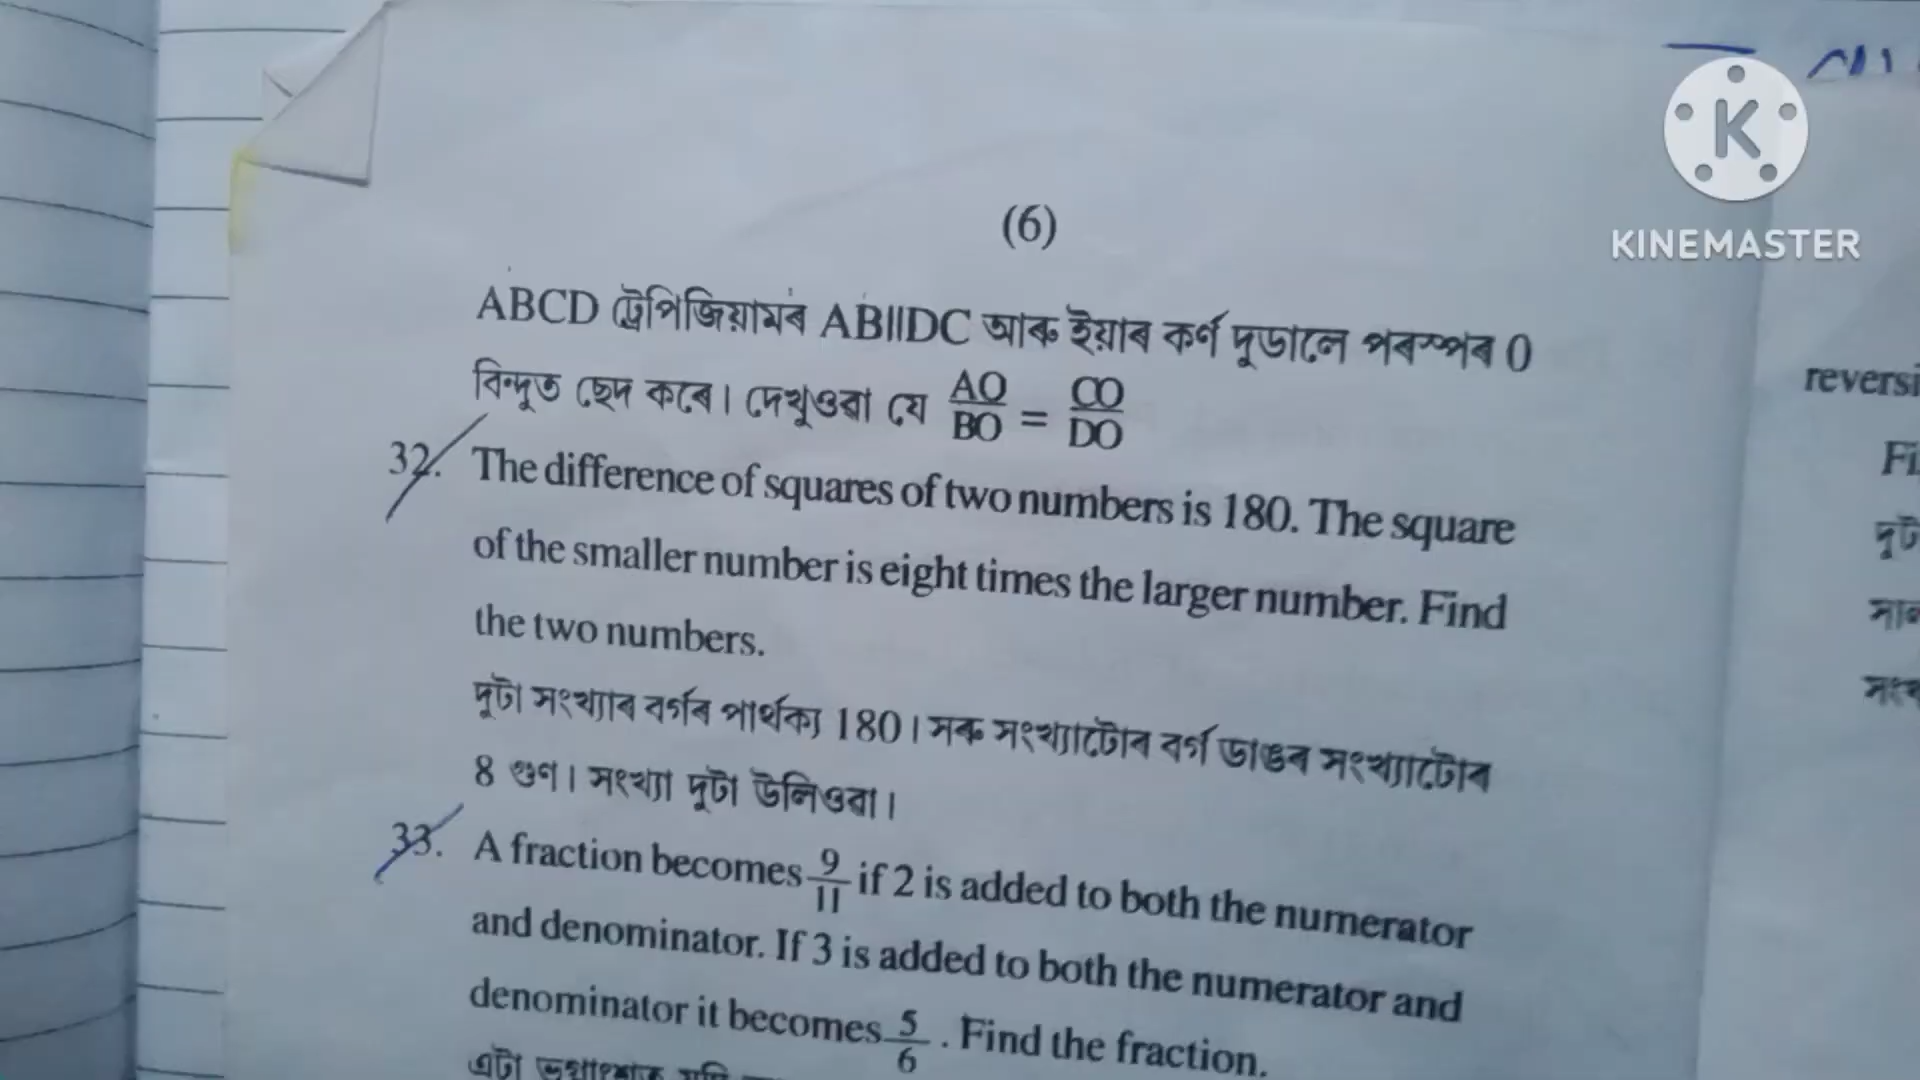 K
KINEMASTER
(6)
ABCD ট্ৰেপিজিয়ামৰ AB||DC আৰু ইয়াৰ কৰ্ণ দুডালে পৰস্পৰ 0
বিন্দুত ছেদ কৰে। দেখুওৱা যে AO/BO = CO/DO
32. The difference of squares of two numbers is 180. The square
of the smaller number is eight times the larger number. Find
the two numbers.
দুটা সংখ্যাৰ বৰ্গৰ পাৰ্থক্য 180। সৰু সংখ্যাটোৰ বৰ্গ ডাঙৰ সংখ্যাটোৰ
8 গুণ। সংখ্যা দুটা উলিওৱা।
33. A fraction becomes 9/11 if 2 is added to both the numerator
and denominator. If 3 is added to both the numerator and
denominator it becomes 5/6. Find the fraction.
এটা
reversi
Fi
দুটা